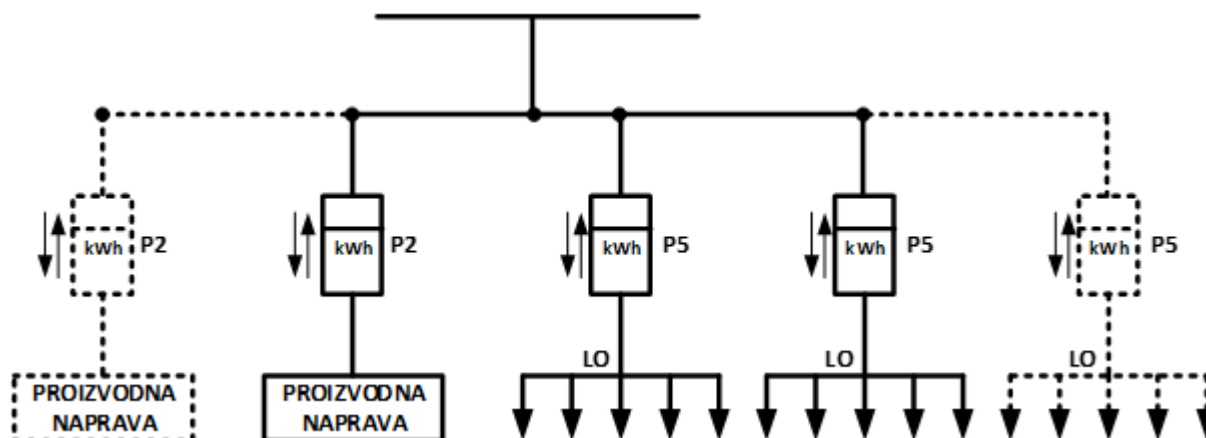 kWh P2
kWh P2
kWh P5
kWh P5
kWh P5
LO
LO
LO
PROIZVODNA
NAPRAVA
PROIZVODNA
NAPRAVA